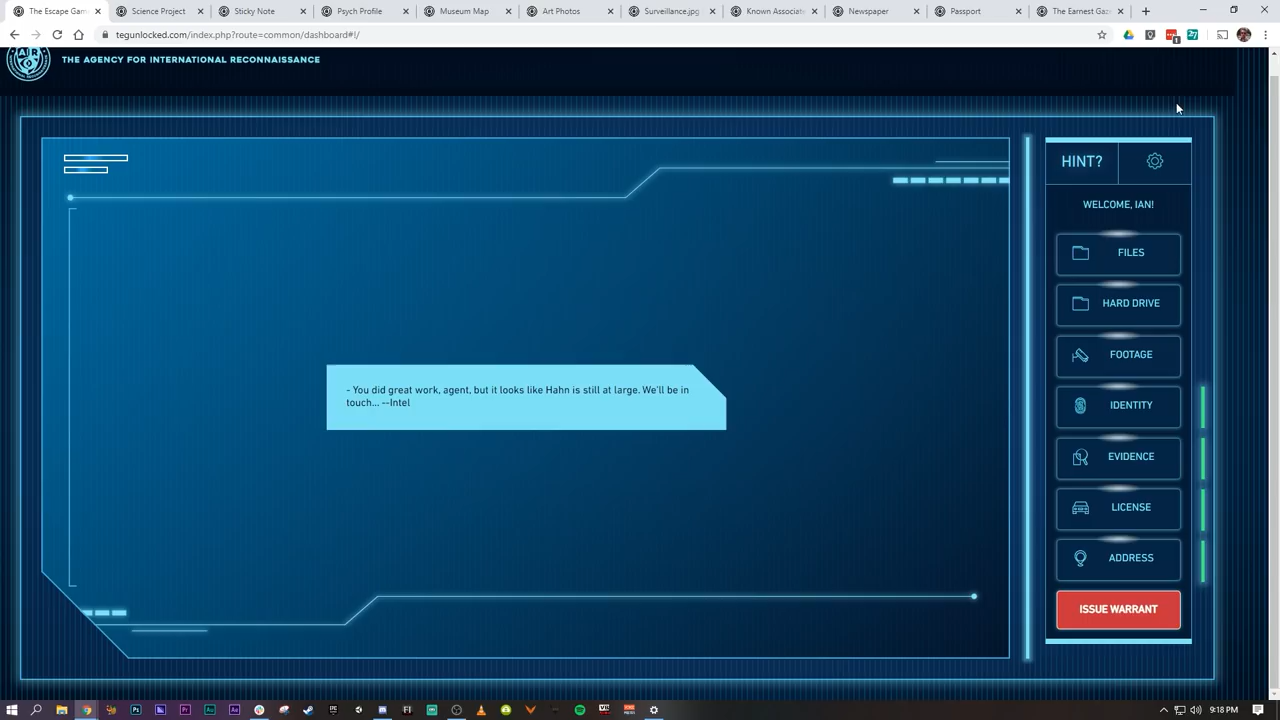 The Escape Gam
Science Project
Sticky Note
Psych Profile
Museum Map
Art Photos
Surveillance.jpg
Known Associat
Newspaper
Passport
The Earnest Gaz
tegunlocked.com/index.php?route=common/dashboard#!/
THE AGENCY FOR INTERNATIONAL RECONNAISSANCE
HINT?
WELCOME, IAN!
FILES
HARD DRIVE
FOOTAGE
IDENTITY
EVIDENCE
LICENSE
ADDRESS
ISSUE WARRANT
- You did great work, agent, but it looks like Hahn is still at large. We'll be in
touch... --Intel
9:18 PM